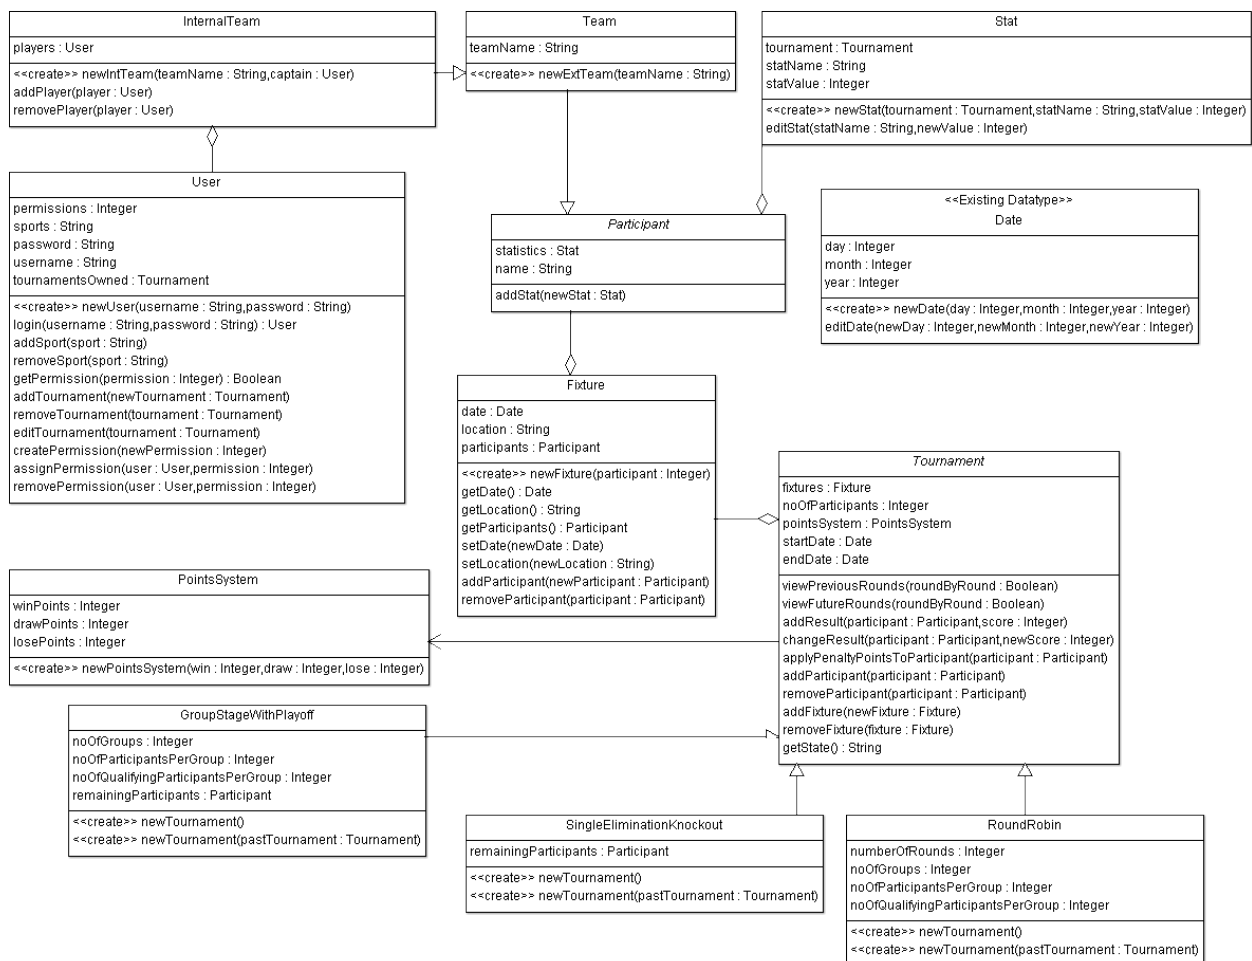 InternalTeam
players : User
<<create>> newIntTeam(teamName : String,captain : User)
addPlayer(player : User)
removePlayer(player : User)
Team
teamName : String
<<create>> newExtTeam(teamName : String)
Stat
tournament : Tournament
statName : String
statValue : Integer
<<create>> newStat(tournament : Tournament,statName : String,statValue : Integer)
editStat(statName : String,newValue : Integer)
User
permissions : Integer
sports : String
password : String
username : String
tournamentsOwned : Tournament
<<create>> newUser(username : String,password : String)
login(username : String,password : String) : User
addSport(sport : String)
removeSport(sport : String)
getPermission(permission : Integer) : Boolean
addTournament(newTournament : Tournament)
removeTournament(tournament : Tournament)
editTournament(tournament : Tournament)
createPermission(newPermission : Integer)
assignPermission(user : User,permission : Integer)
removePermission(user : User,permission : Integer)
Participant
statistics : Stat
name : String
addStat(newStat : Stat)
<<Existing Datatype>>
Date
day : Integer
month : Integer
year : Integer
<<create>> newDate(day : Integer,month : Integer,year : Integer)
editDate(newDay : Integer,newMonth : Integer,newYear : Integer)
Fixture
date : Date
location : String
participants : Participant
<<create>> newFixture(participant : Integer)
getDate() : Date
getLocation() : String
getParticipants() : Participant
setDate(newDate : Date)
setLocation(newLocation : String)
addParticipant(newParticipant : Participant)
removeParticipant(participant : Participant)
Tournament
fixtures : Fixture
noOfParticipants : Integer
pointsSystem : PointsSystem
startDate : Date
endDate : Date
viewPreviousRounds(roundByRound : Boolean)
viewFutureRounds(roundByRound : Boolean)
addResult(participant : Participant,score : Integer)
changeResult(participant : Participant,newScore : Integer)
applyPenaltyPointsToParticipant(participant : Participant)
addParticipant(participant : Participant)
removeParticipant(participant : Participant)
addFixture(newFixture : Fixture)
removeFixture(fixture : Fixture)
getState() : String
PointsSystem
winPoints : Integer
drawPoints : Integer
losePoints : Integer
<<create>> newPointsSystem(win : Integer,draw : Integer,lose : Integer)
GroupStageWithPlayoff
noOfGroups : Integer
noOfParticipantsPerGroup : Integer
noOfQualifyingParticipantsPerGroup : Integer
remainingParticipants : Participant
<<create>> newTournament()
<<create>> newTournament(pastTournament : Tournament)
SingleEliminationKnockout
remainingParticipants : Participant
<<create>> newTournament()
<<create>> newTournament(pastTournament : Tournament)
RoundRobin
numberOfRounds : Integer
noOfGroups : Integer
noOfParticipantsPerGroup : Integer
noOfQualifyingParticipantsPerGroup : Integer
<<create>> newTournament()
<<create>> newTournament(pastTournament : Tournament)